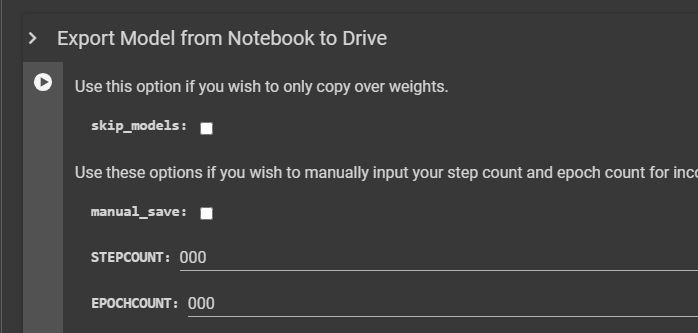 Export Model from Notebook to Drive
Use this option if you wish to only copy over weights.
skip_models:
Use these options if you wish to manually input your step count and epoch count for
manual_save:
STEPCOUNT: 000
EPOCHCOUNT: 000